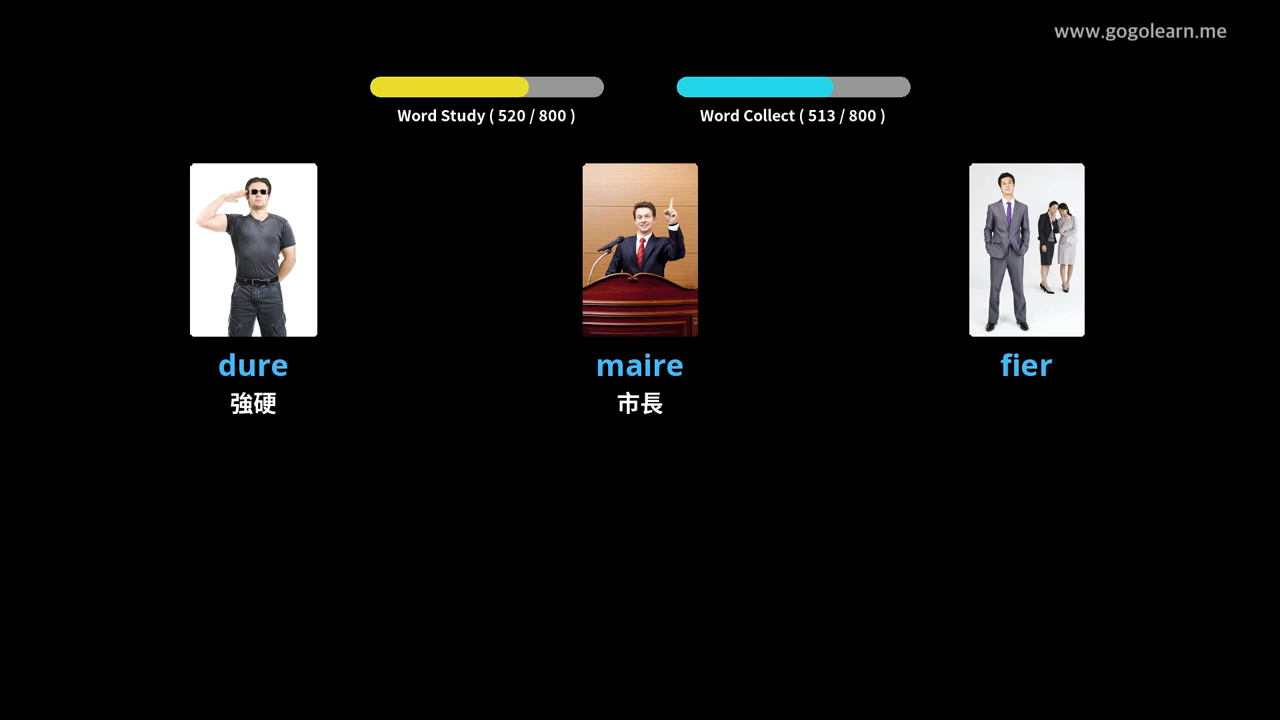 www.gogolearn.me
Word Study ( 520 / 800 )
Word Collect ( 513 / 800 )
dure
maire
fier
強硬
市長